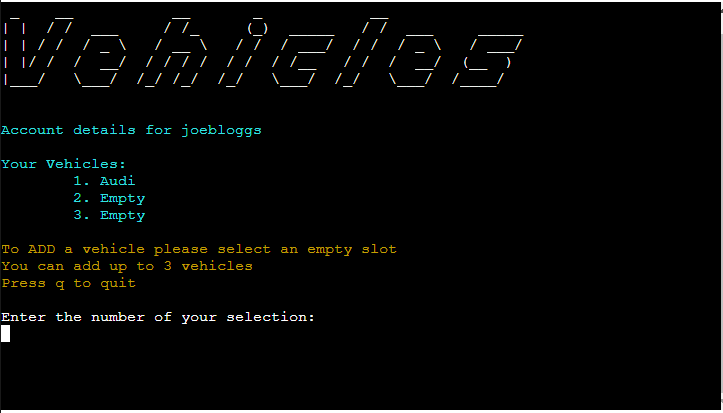 Vehicles
Account details for joebloggs
Your Vehicles:
1. Audi
2. Empty
3. Empty
To ADD a vehicle please select an empty slot
You can add up to 3 vehicles
Press q to quit
Enter the number of your selection: